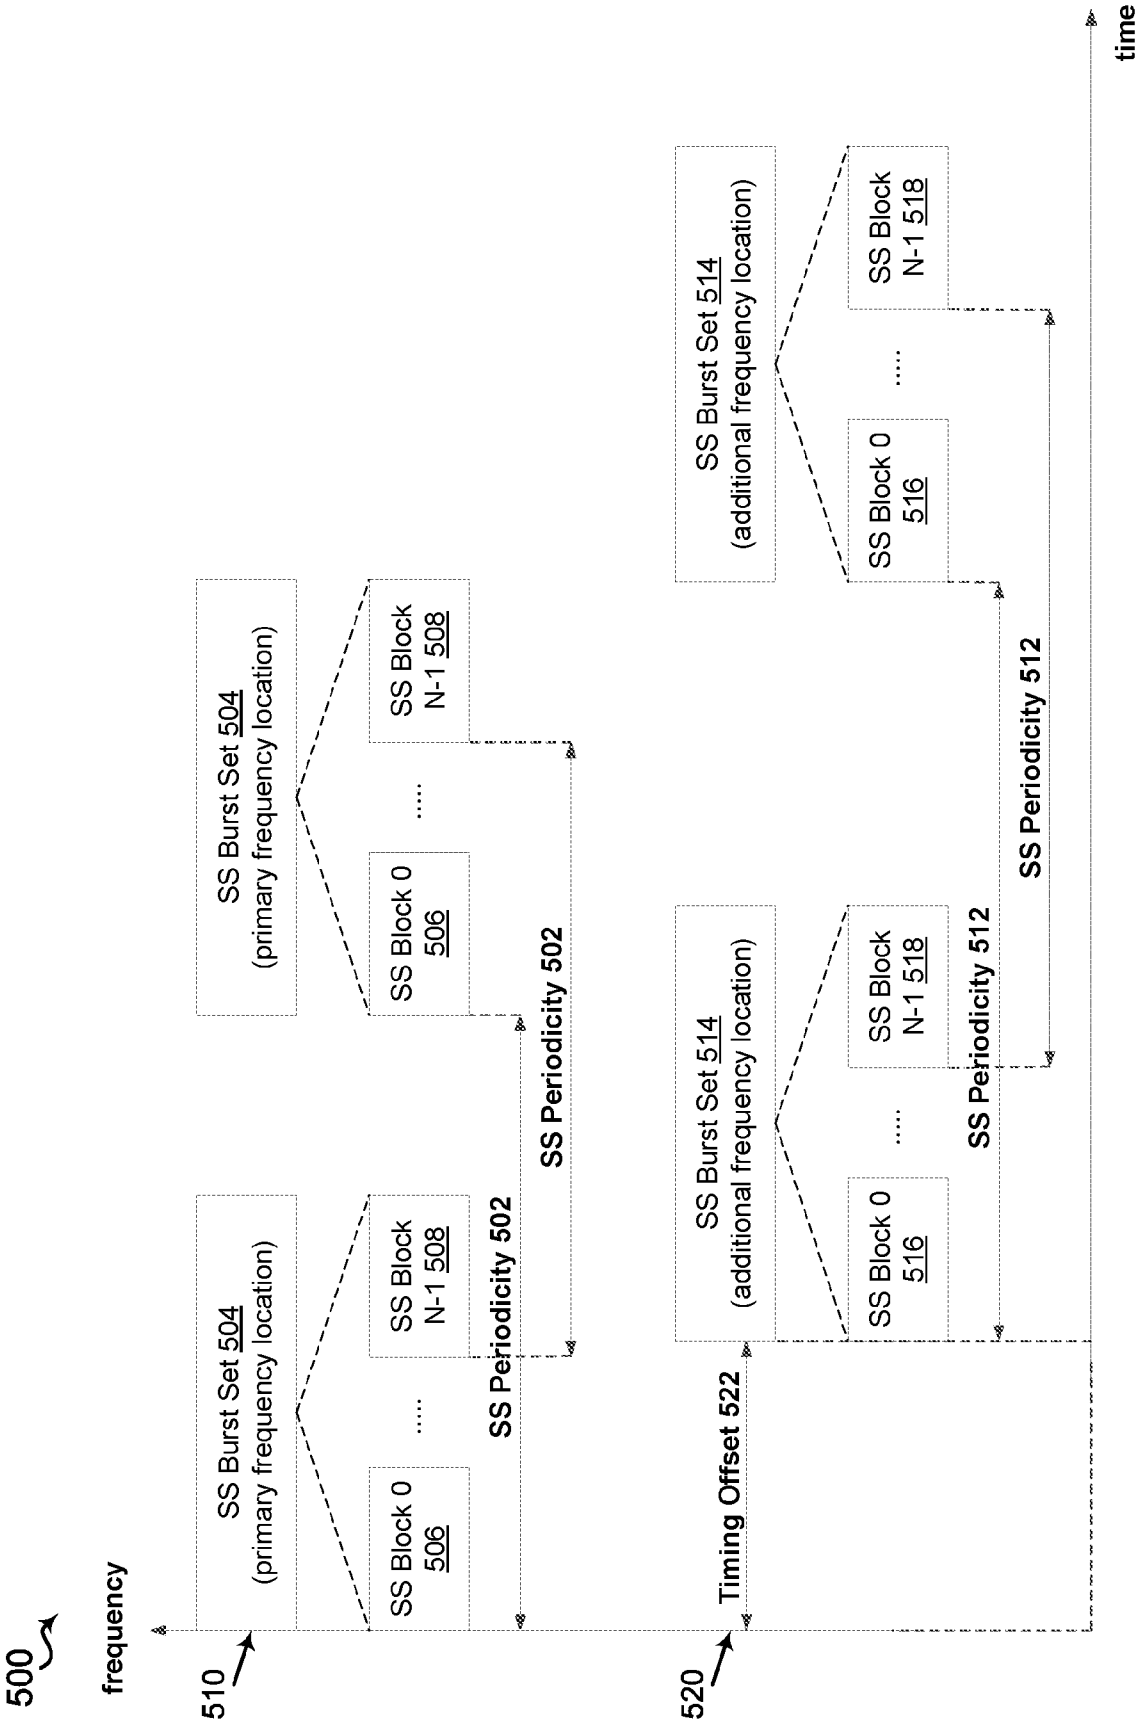 500
frequency
510
SS Burst Set 504
(primary frequency location)
SS Burst Set 504
(primary frequency location)
SS Block 0
506
.....
SS Block
N-1 508
SS Block 0
506
.....
SS Block
N-1 508
SS Periodicity 502
SS Periodicity 502
520
Timing Offset 522
SS Burst Set 514
(additional frequency location)
SS Burst Set 514
(additional frequency location)
SS Block 0
516
.....
SS Block
N-1 518
SS Block 0
516
.....
SS Block
N-1 518
SS Periodicity 512
SS Periodicity 512
time